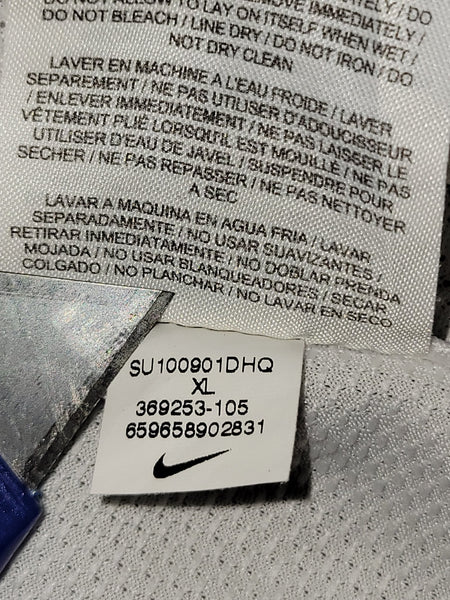 DO NOT ALLOW TO LAY ON ITSELF WHEN WET /
DO NOT BLEACH / LINE DRY / DO NOT IRON / DO
NOT DRY CLEAN
LAVER EN MACHINE A L'EAU FROIDE / LAVER
SEPAREMENT / NE PAS UTILISER D'ADOUCISSEUR
/ ENLEVER IMMEDIATEMENT / NE PAS LAISSER LE
VÊTEMENT PLIÉ LORSQU'IL EST MOUILLÉ / NE PAS
UTILISER D'EAU DE JAVEL / SUSPENDRE POUR
SECHER / NE PAS REPASSER / NE PAS NETTOYER
A SEC
LAVAR A MAQUINA EN AGUA FRIA / LAVAR
SEPARADAMENTE / NO USAR SUAVIZANTES /
RETIRAR INMEDIATAMENTE / NO DOBLAR PRENDA
MOJADA / NO USAR BLANQUEADORES / SECAR
COLGADO / NO PLANCHAR / NO LAVAR EN SECO
SU100901DHQ
XL
369253-105
659658902831